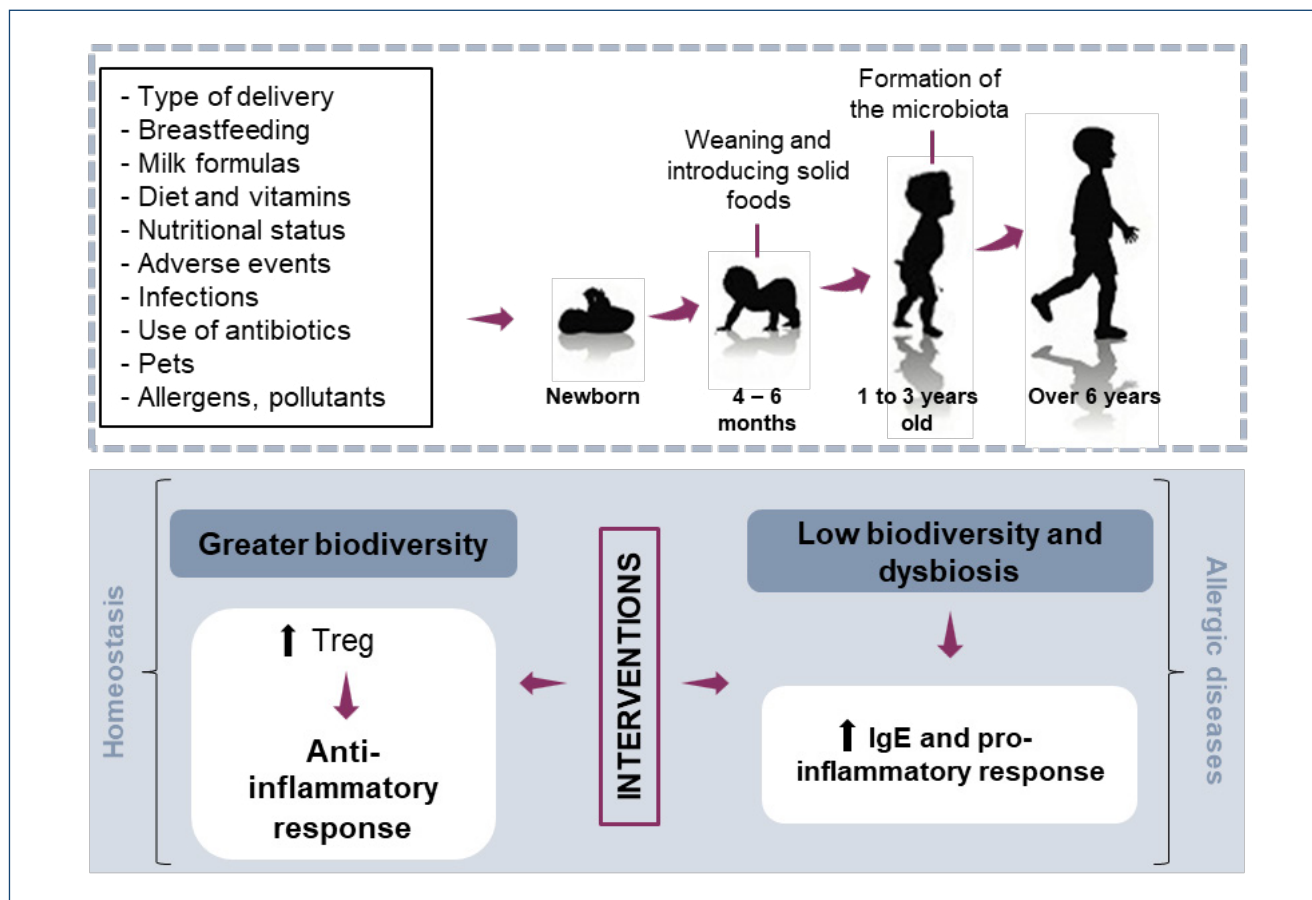 - Type of delivery
- Breastfeeding
- Milk formulas
- Diet and vitamins
- Nutritional status
- Adverse events
- Infections
- Use of antibiotics
- Pets
- Allergens, pollutants
Formation of
the microbiota
Weaning and
introducing solid
foods
Newborn
4 – 6
months
1 to 3 years
old
Over 6 years
Homeostasis
Greater biodiversity
Treg
Anti-
inflammatory
response
INTERVENTIONS
Low biodiversity and
dysbiosis
IgE and pro-
inflammatory response
Allergic diseases